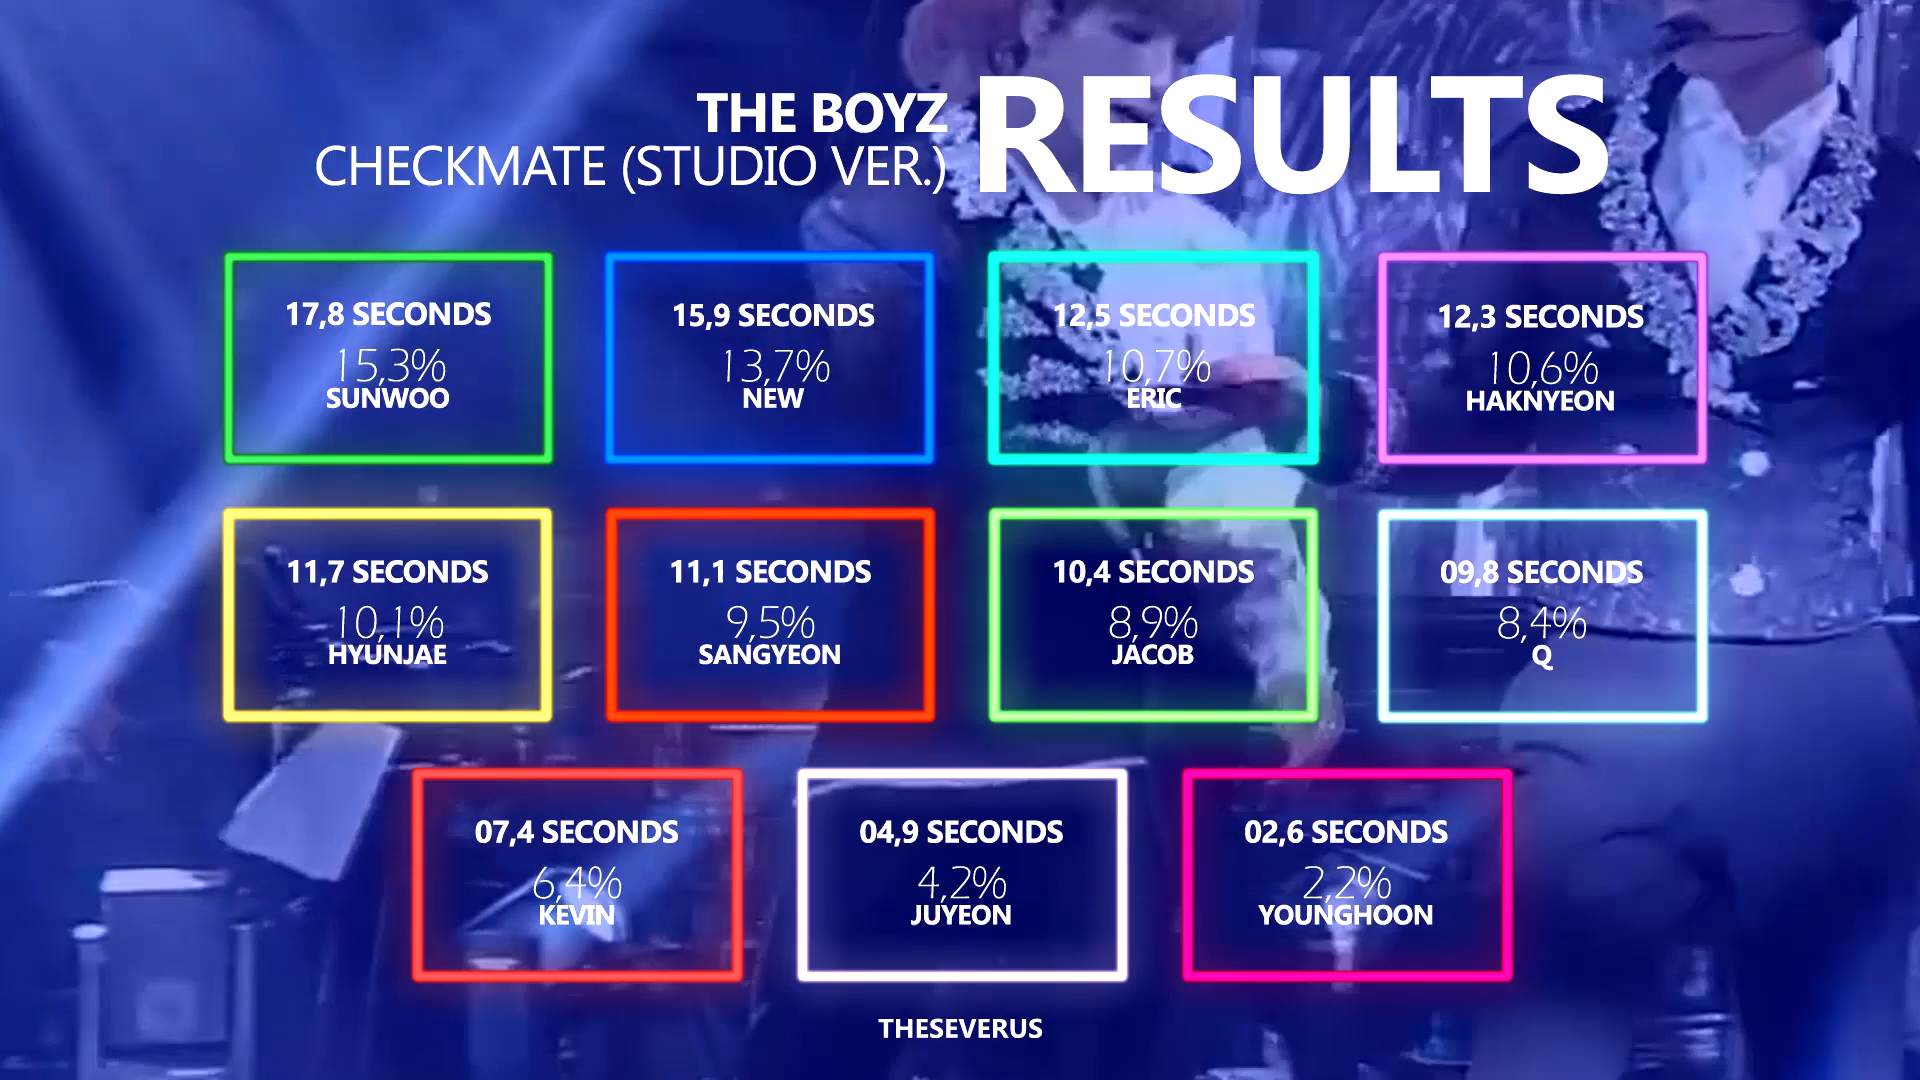 THE BOYZ
CHECKMATE (STUDIO VER.)
RESULTS
17,8 SECONDS
15,3%
SUNWOO
15,9 SECONDS
13,7%
NEW
12,5 SECONDS
10,7%
ERIC
12,3 SECONDS
10,6%
HAKNYEON
11,7 SECONDS
10,1%
HYUNJAE
11,1 SECONDS
9,5%
SANGYEON
10,4 SECONDS
8,9%
JACOB
09,8 SECONDS
8,4%
Q
07,4 SECONDS
6,4%
KEVIN
04,9 SECONDS
4,2%
JUYEON
02,6 SECONDS
2,2%
YOUNGHOON
THESEVERUS